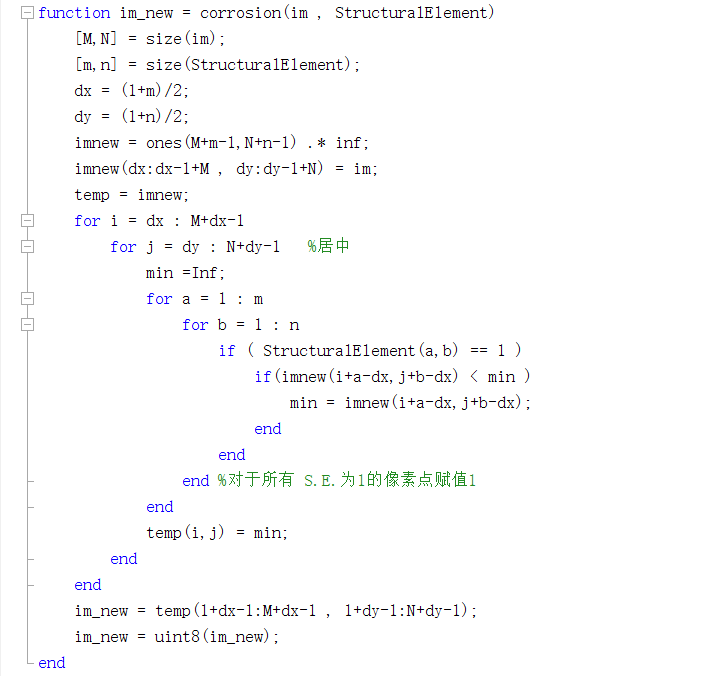 function im_new = corrosion(im , StructuralElement)
[M,N] = size(im);
[m,n] = size(StructuralElement);
dx = (1+m)/2;
dy = (1+n)/2;
imnew = ones(M+m-1,N+n-1) .* inf;
imnew(dx:dx-1+M , dy:dy-1+N) = im;
temp = imnew;
for i = dx : M+dx-1
for j = dy : N+dy-1 %居中
min =Inf;
for a = 1 : m
for b = 1 : n
if ( StructuralElement(a,b) == 1 )
if(imnew(i+a-dx,j+b-dx) < min )
min = imnew(i+a-dx,j+b-dx);
end
end
end %对于所有 S.E.为1的像素点赋值1
end
temp(i,j) = min;
end
end
im_new = temp(1+dx-1:M+dx-1 , 1+dy-1:N+dy-1);
im_new = uint8(im_new);
end